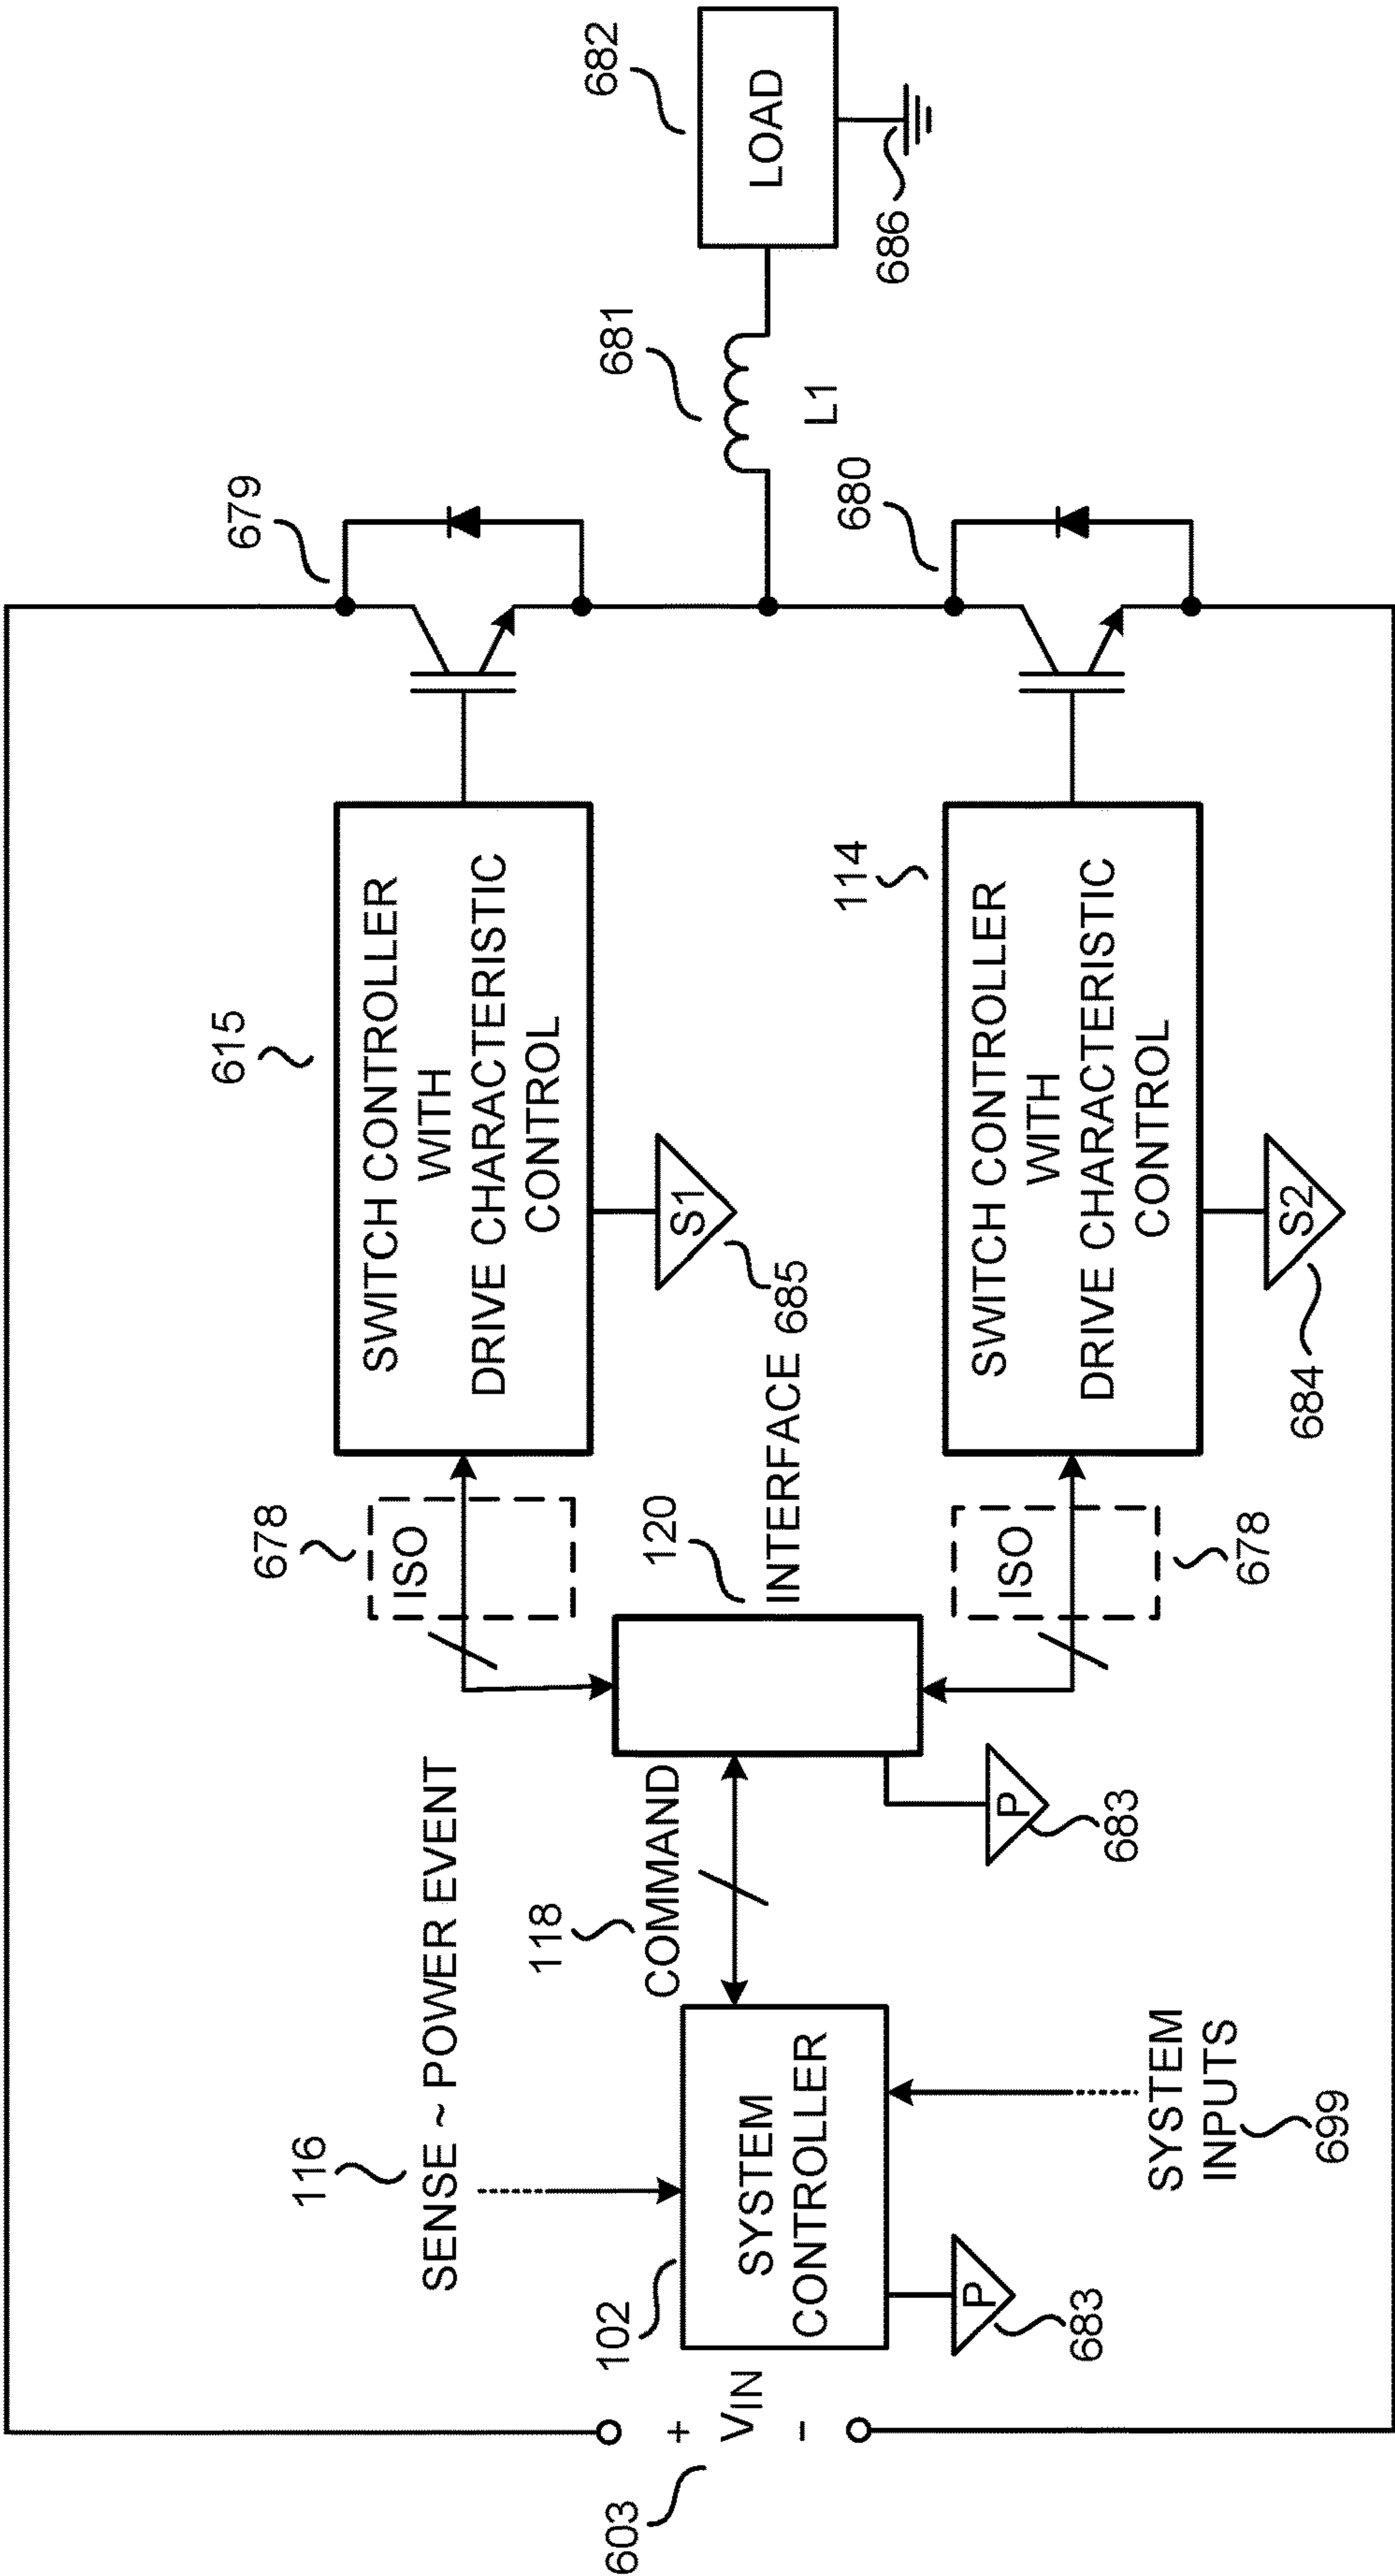 603
+
VIN
−
102
SYSTEM
CONTROLLER
P
683
116
SENSE ~ POWER EVENT
SYSTEM
INPUTS
699
118
COMMAND
120
INTERFACE
P
683
678
ISO
ISO
678
615
SWITCH CONTROLLER
WITH
DRIVE CHARACTERISTIC
CONTROL
S1
685
114
SWITCH CONTROLLER
WITH
DRIVE CHARACTERISTIC
CONTROL
S2
684
679
680
681
L1
682
LOAD
686